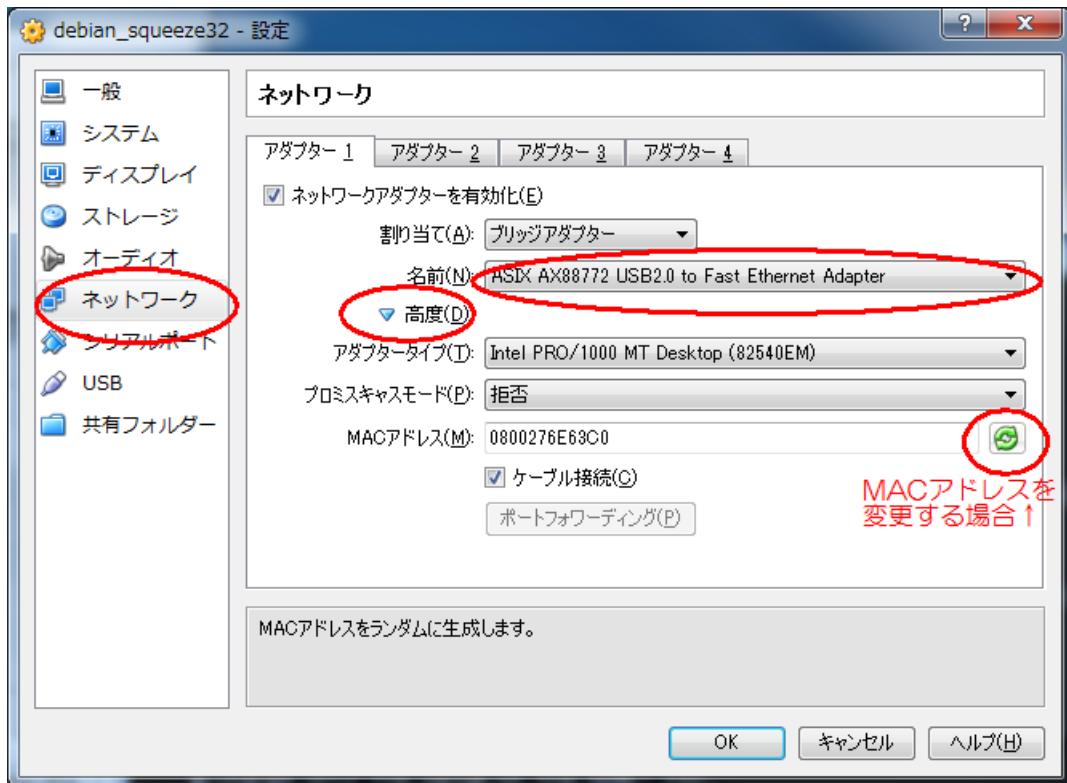 debian_squeeze32 - 設定
?
X
一般
システム
ディスプレイ
ストレージ
オーディオ
ネットワーク
シリアルポート
USB
共有フォルダー
ネットワーク
アダプター 1
アダプター 2
アダプター 3
アダプター 4
ネットワークアダプターを有効化(E)
割り当て(A): ブリッジアダプター
名前(N): ASIX AX88772 USB2.0 to Fast Ethernet Adapter
高度(D)
アダプタータイプ(T): Intel PRO/1000 MT Desktop (82540EM)
プロミスキャスモード(P): 拒否
MACアドレス(M): 0800276E63C0
ケーブル接続(C)
MACアドレスを
変更する場合↑
ポートフォワーディング(P)
MACアドレスをランダムに生成します。
OK
キャンセル
ヘルプ(H)